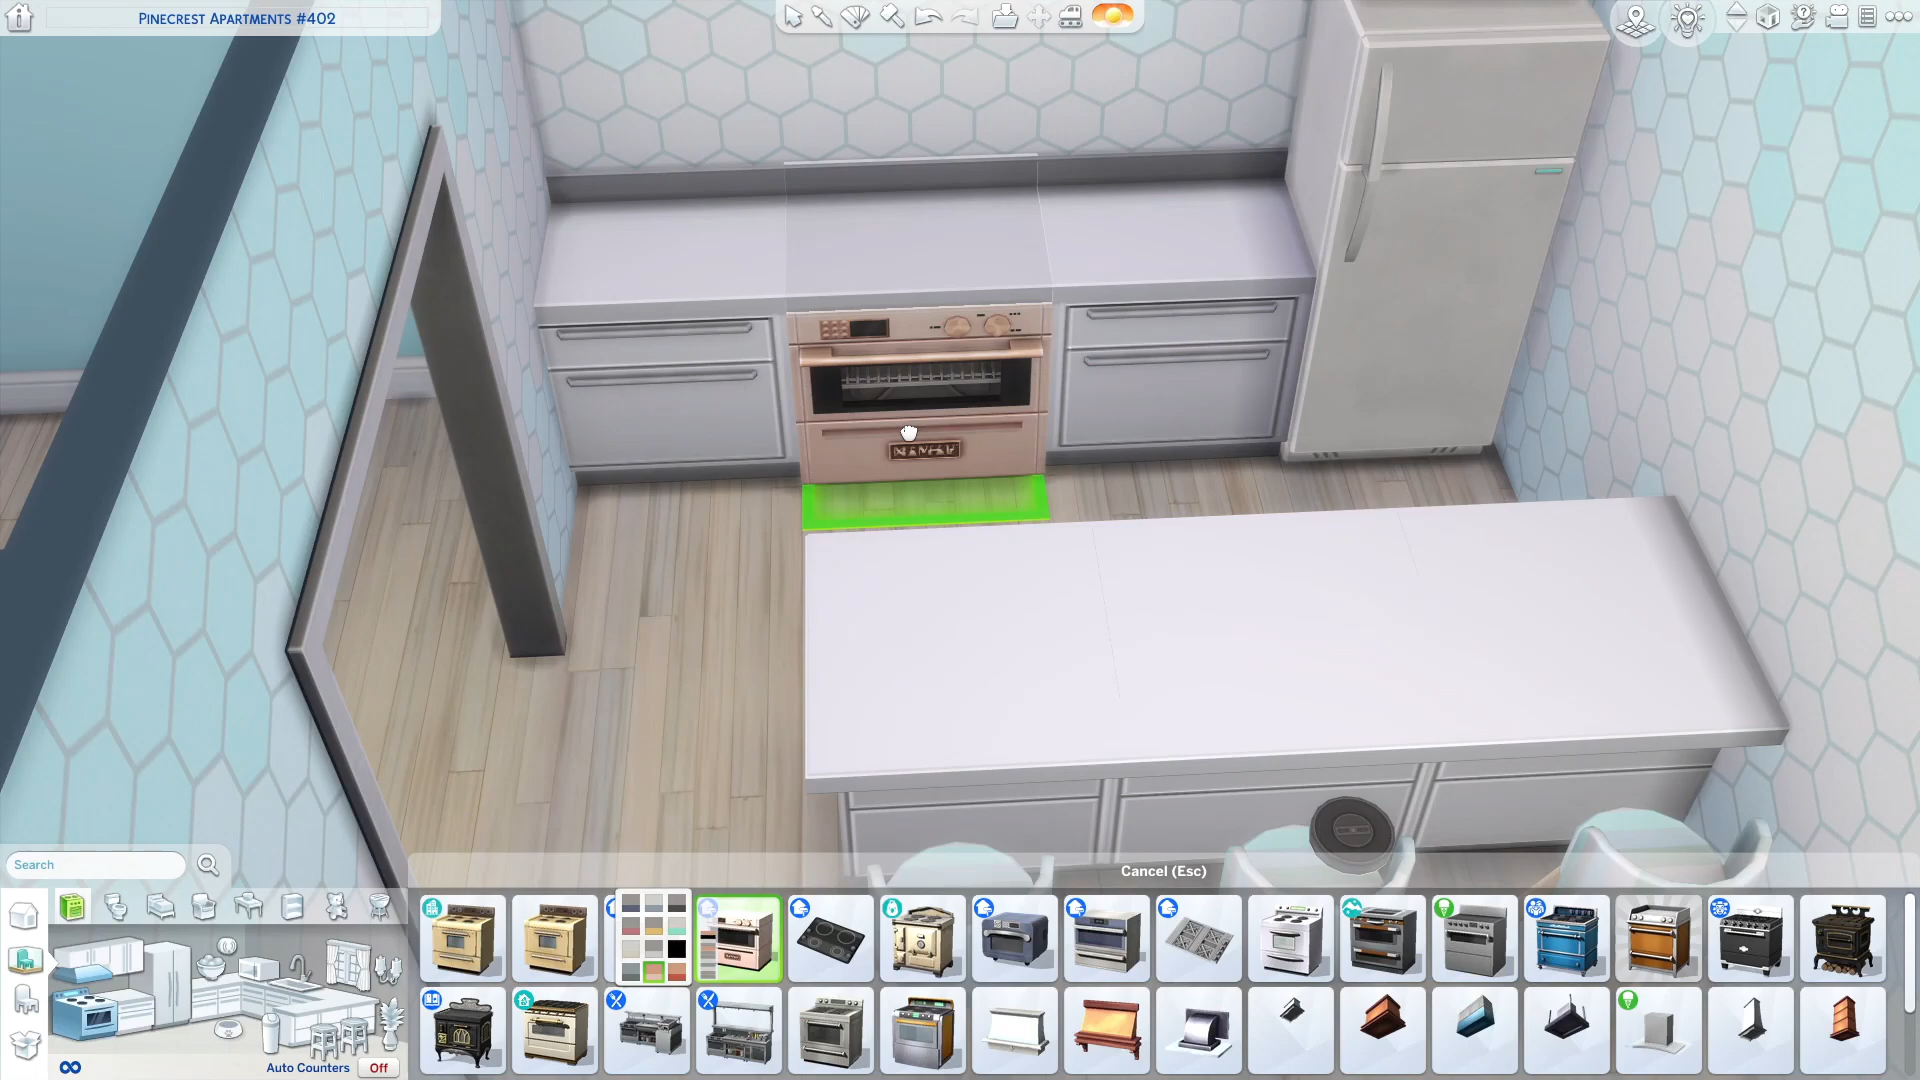 Pinecrest Apartments #402
Cancel (Esc)
Search
Auto Counters
Off